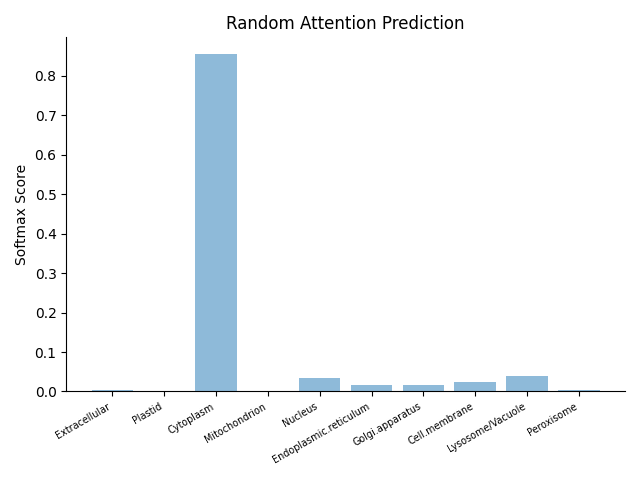 Random Attention Prediction
Softmax Score
0.8
0.7
0.6
0.5
0.4
0.3
0.2
0.1
0.0
Extracellular
Plastid
Cytoplasm
Mitochondrion
Nucleus
Endoplasmic.reticulum
Golgi.apparatus
Cell.membrane
Lysosome/Vacuole
Peroxisome